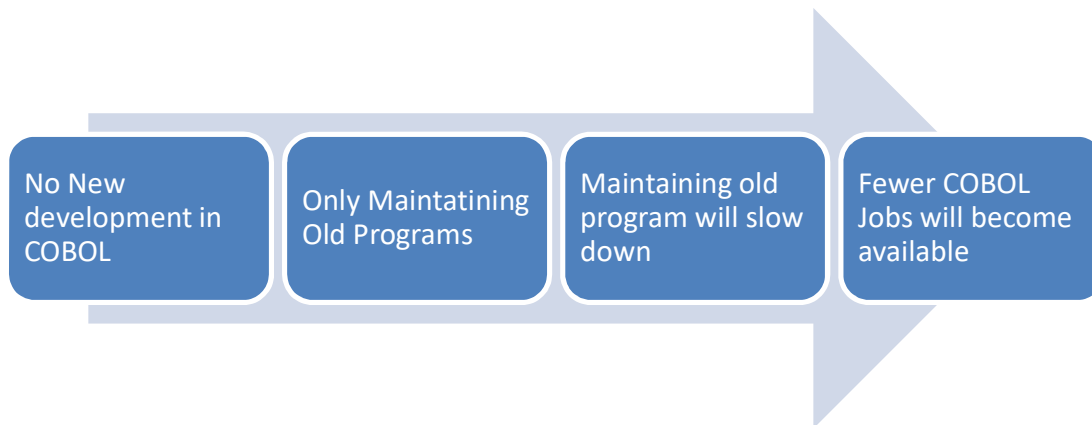 No New
development in
COBOL
Only Maintatining
Old Programs
Maintaining old
program will slow
down
Fewer COBOL
Jobs will become
available